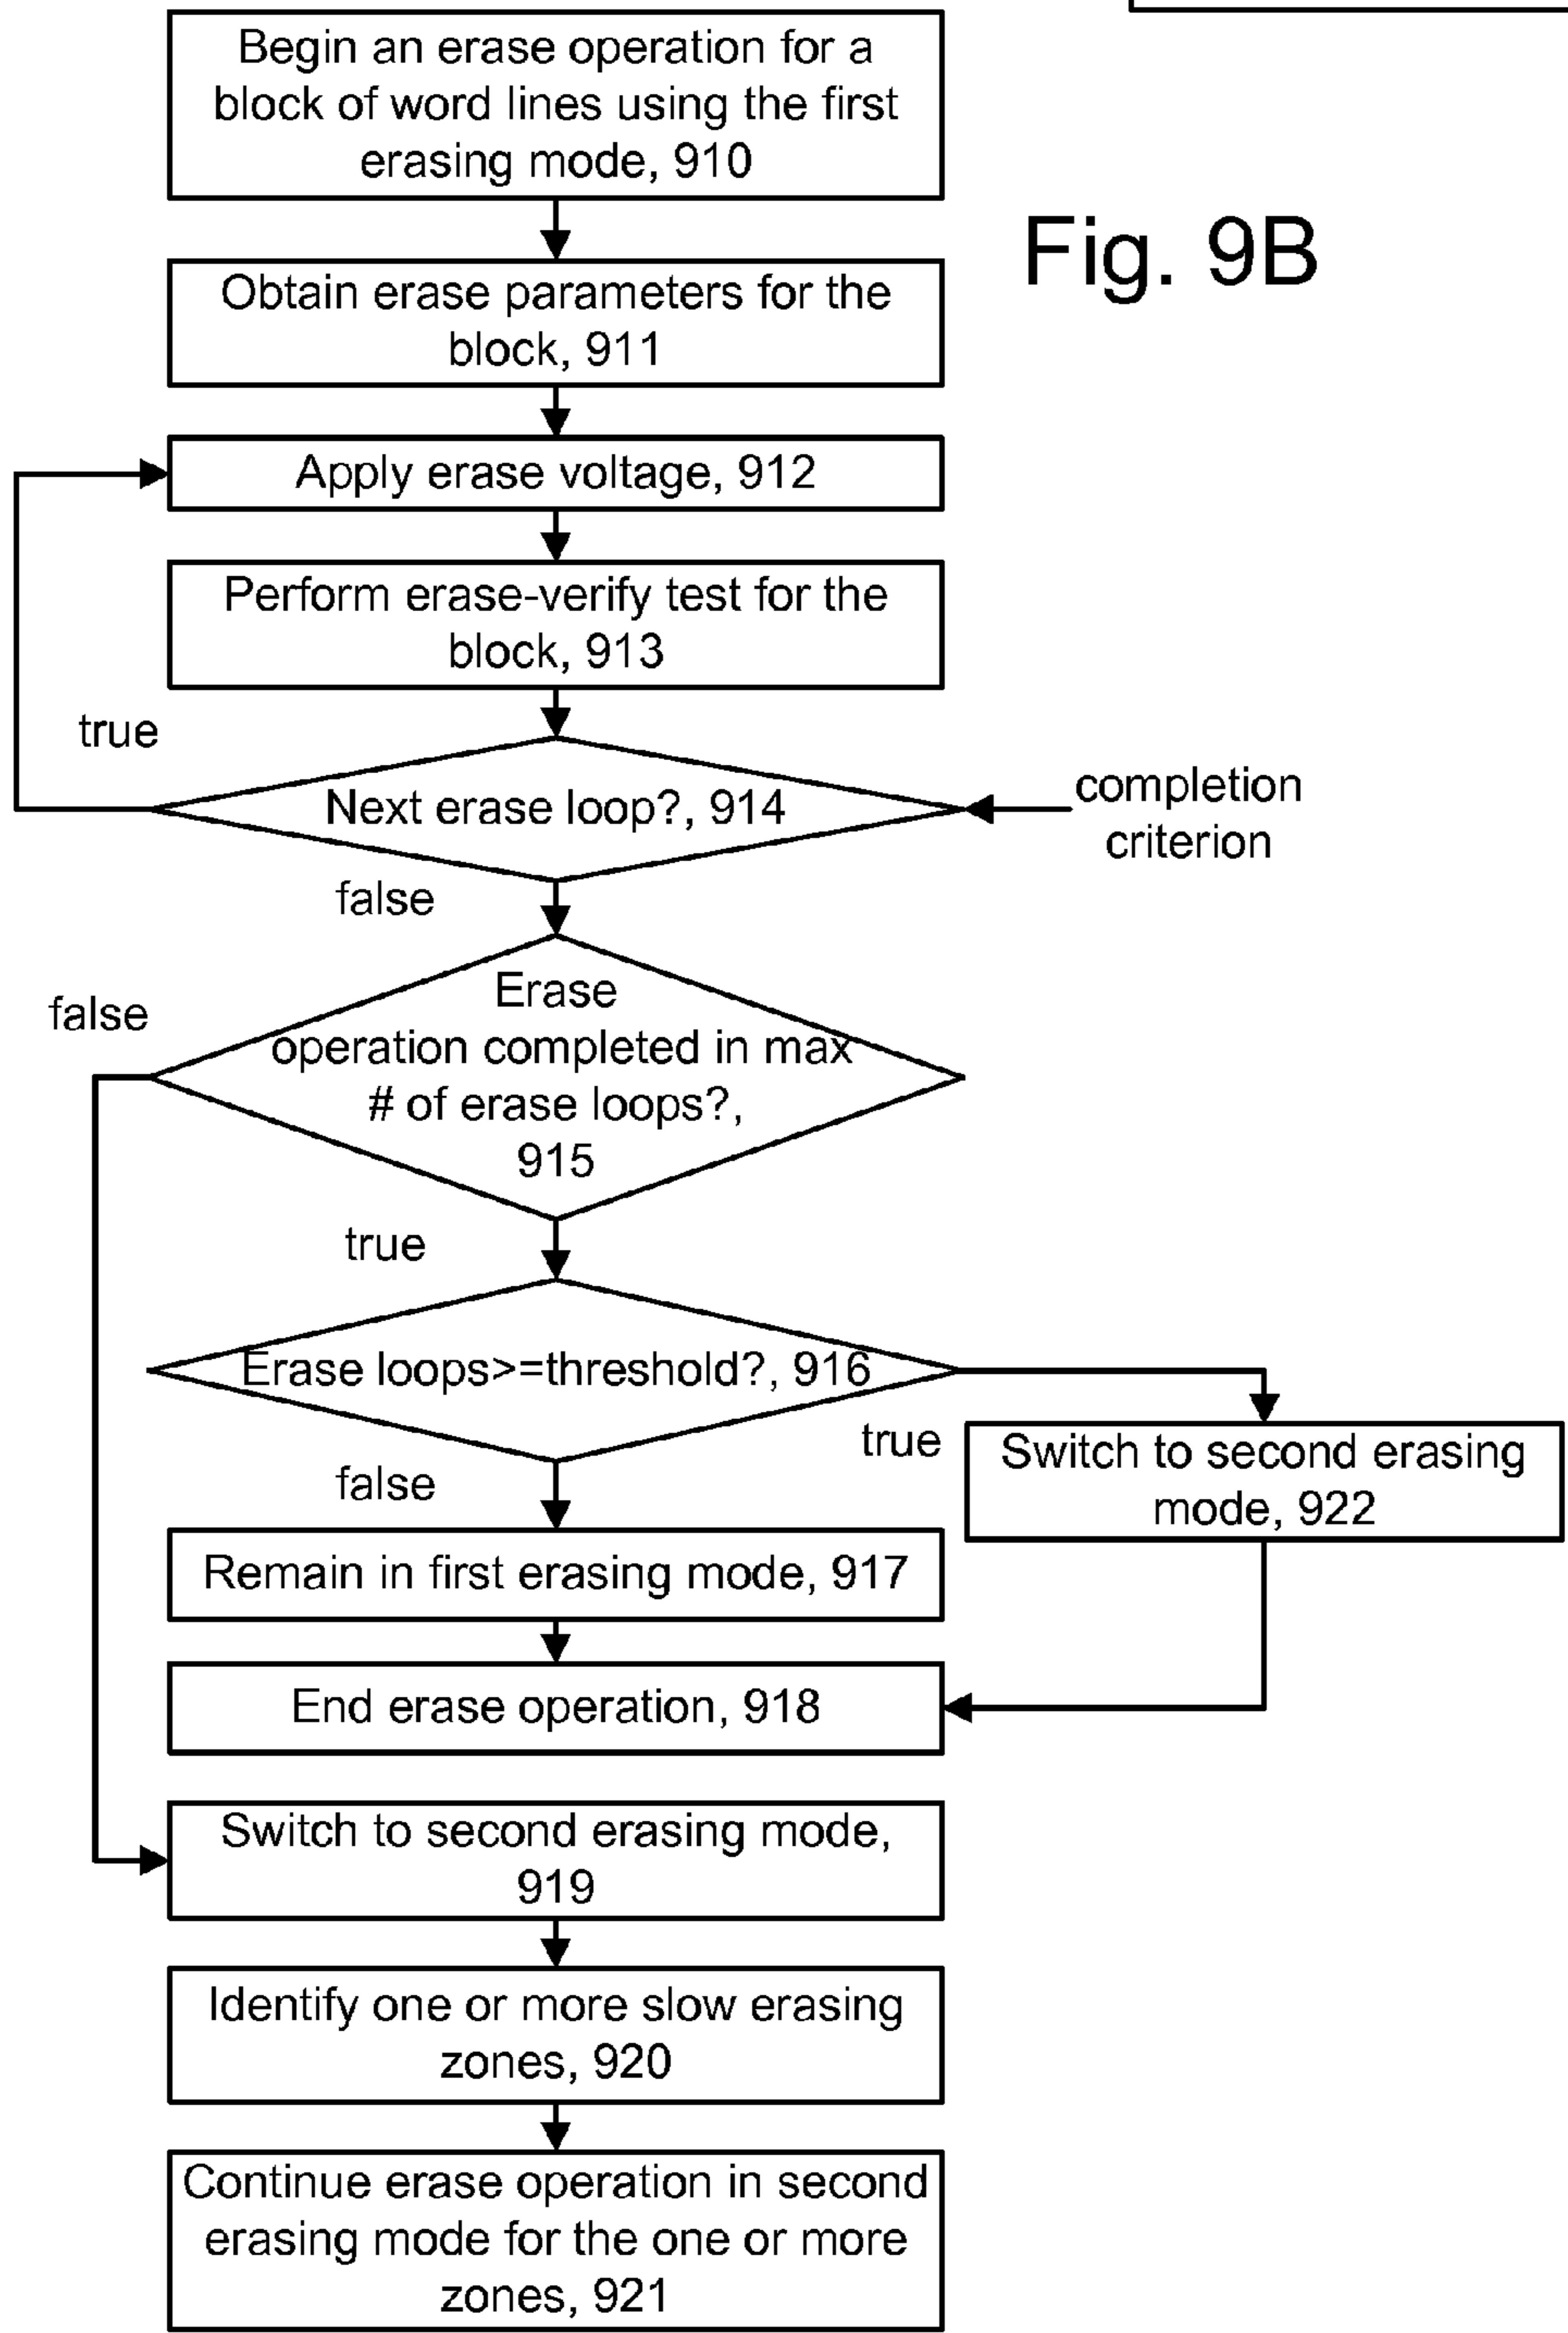 Begin an erase operation for a
block of word lines using the first
erasing mode, 910
Fig. 9B
Obtain erase parameters for the
block, 911
Apply erase voltage, 912
Perform erase-verify test for the
block, 913
true
Next erase loop?, 914
completion
criterion
false
Erase
operation completed in max
# of erase loops?,
915
false
true
Erase loops>=threshold?, 916
true
false
Switch to second erasing
mode, 922
Remain in first erasing mode, 917
End erase operation, 918
Switch to second erasing mode,
919
Identify one or more slow erasing
zones, 920
Continue erase operation in second
erasing mode for the one or more
zones, 921